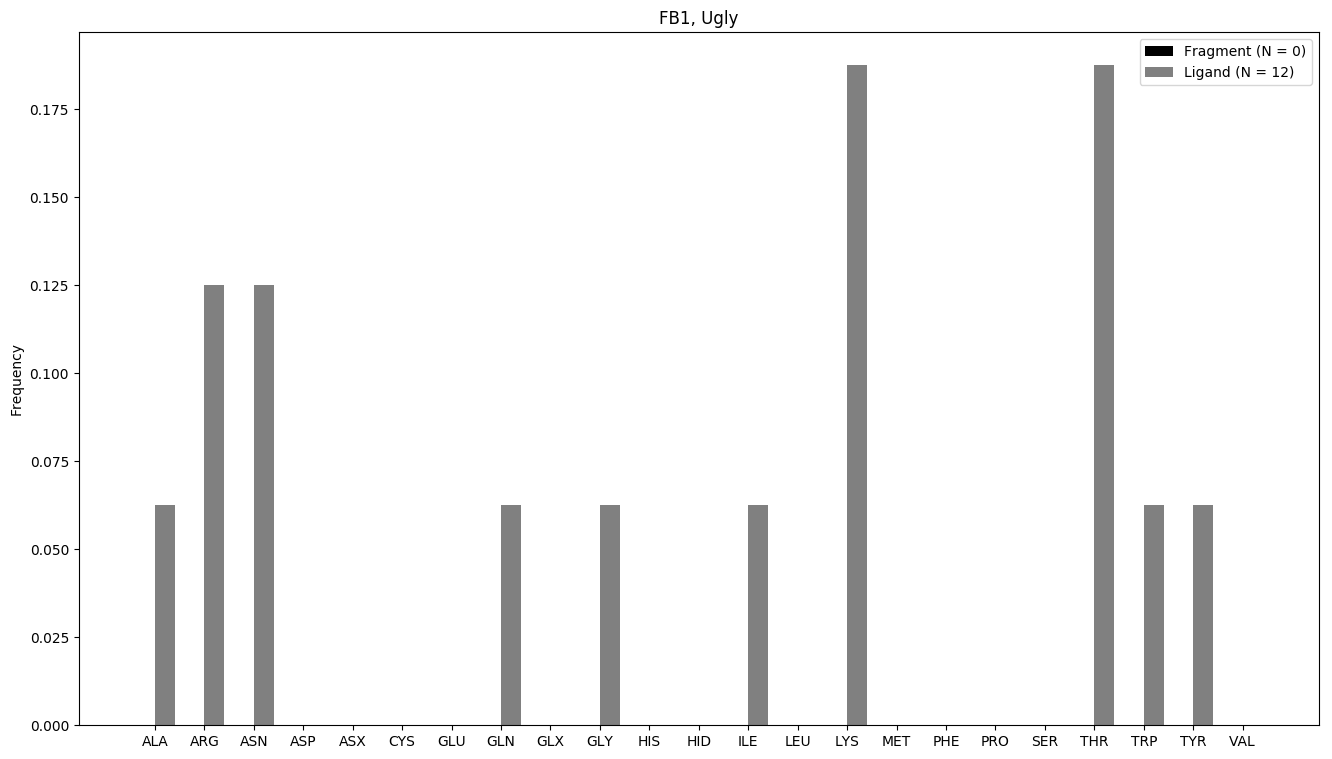 FB1, Ugly
Fragment (N = 0)
Ligand (N = 12)
Frequency
0.175
0.150
0.125
0.100
0.075
0.050
0.025
0.000
ALA ARG ASN ASP ASX CYS GLU GLN GLX GLY HIS HID ILE LEU LYS MET PHE PRO SER THR TRP TYR VAL